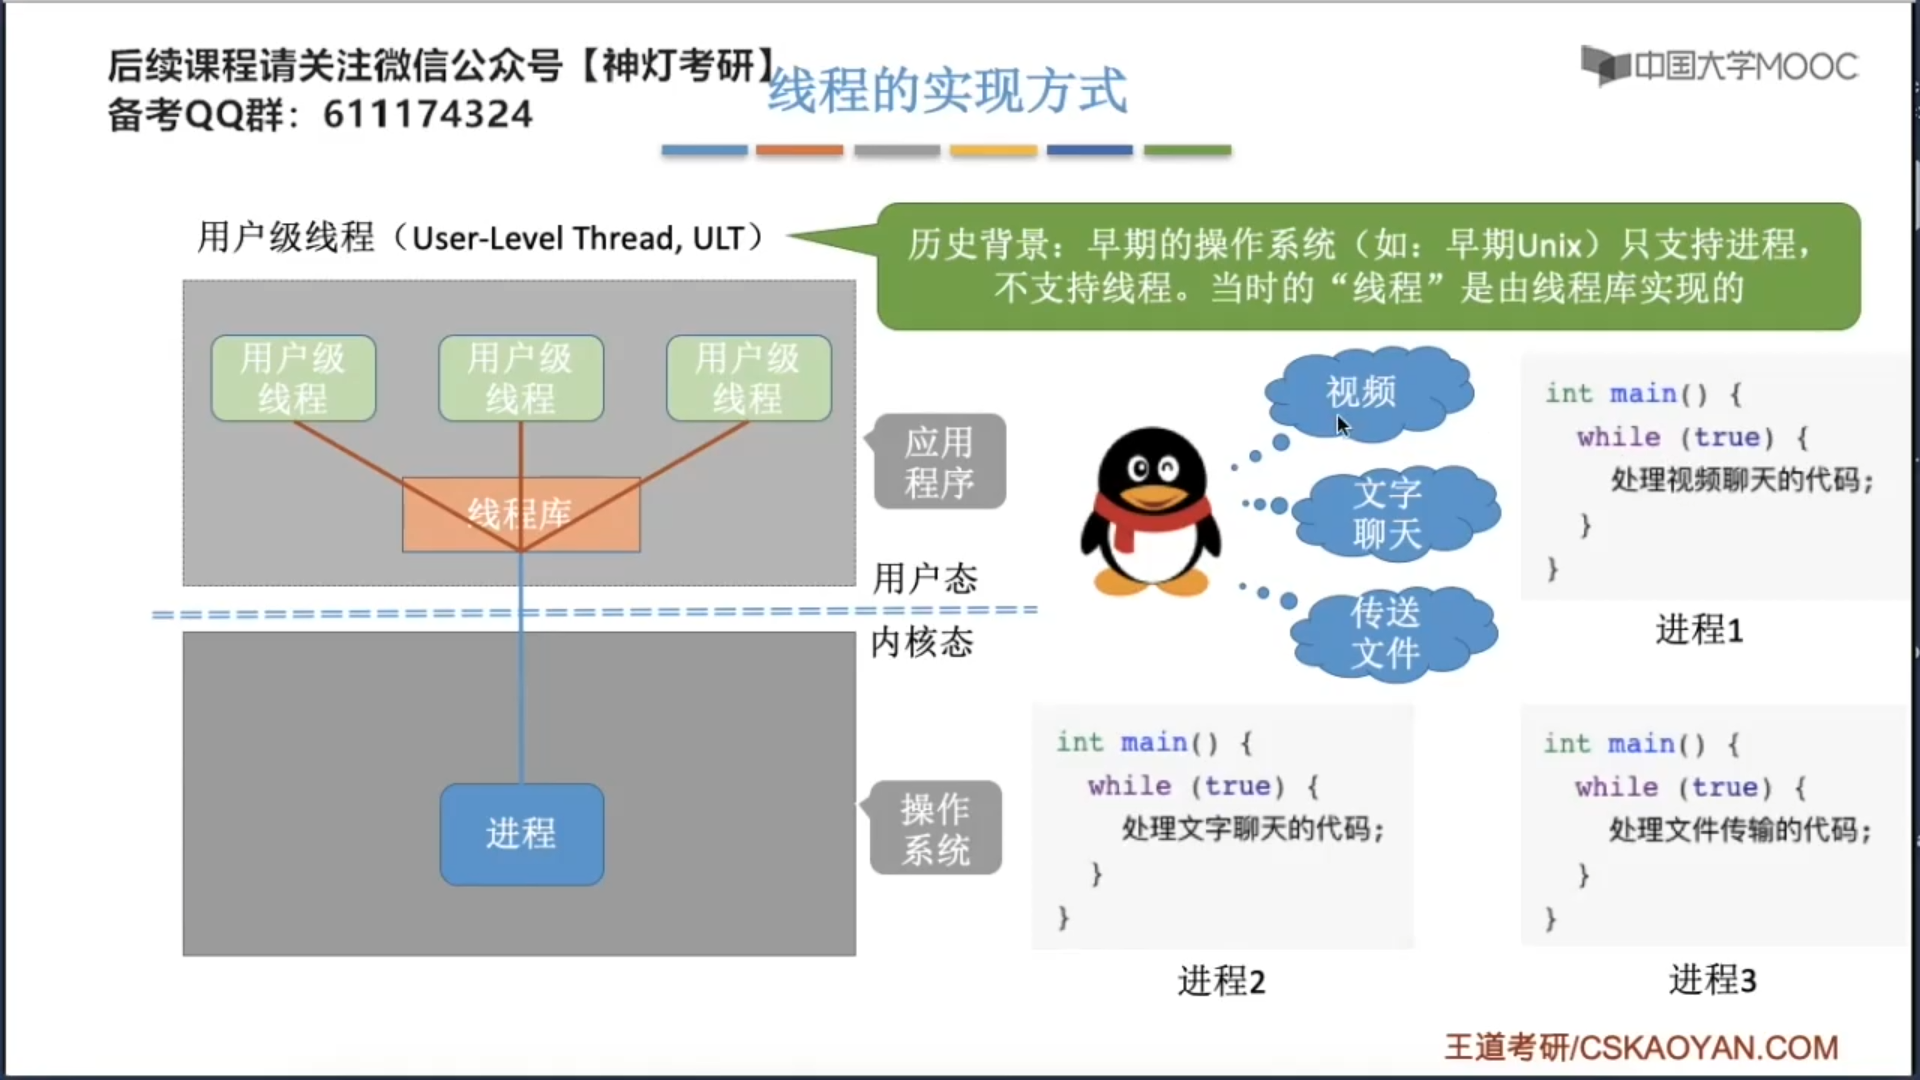 后续课程请关注微信公众号【神灯考研】
备考QQ群：611174324
线程的实现方式
中国大学MOOC
用户级线程（User-Level Thread, ULT）
历史背景：早期的操作系统（如：早期Unix）只支持进程，
不支持线程。当时的“线程”是由线程库实现的
用户级
线程
用户级
线程
用户级
线程
线程库
应用
程序
用户态
内核态
进程
操作
系统
视频
文字
聊天
传送
文件
int main() {
while (true) {
处理视频聊天的代码;
}
}
进程1
int main() {
while (true) {
处理文字聊天的代码;
}
}
进程2
int main() {
while (true) {
处理文件传输的代码;
}
}
进程3
王道考研/CSKAOYAN.COM